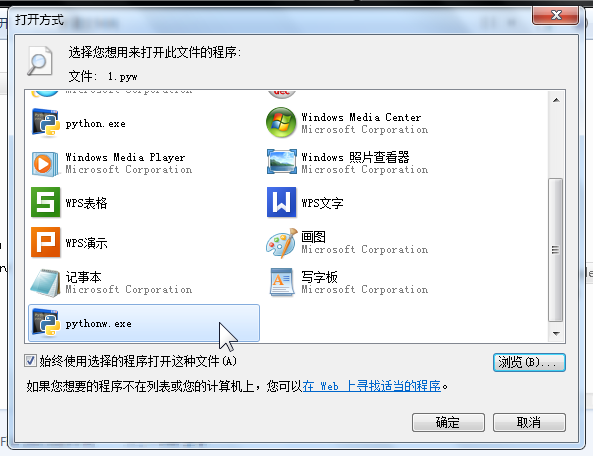 打开方式
选择您想用来打开此文件的程序:
文件: 1.pyw
python.exe
Windows Media Center
Microsoft Corporation
Windows Media Player
Microsoft Corporation
Windows 照片查看器
Microsoft Corporation
WPS表格
WPS文字
WPS演示
画图
Microsoft Corporation
记事本
Microsoft Corporation
写字板
Microsoft Corporation
pythonw.exe
始终使用选择的程序打开这种文件(A)
浏览(B)...
如果您想要的程序不在列表或您的计算机上，您可以在 Web 上寻找适当的程序。
确定
取消